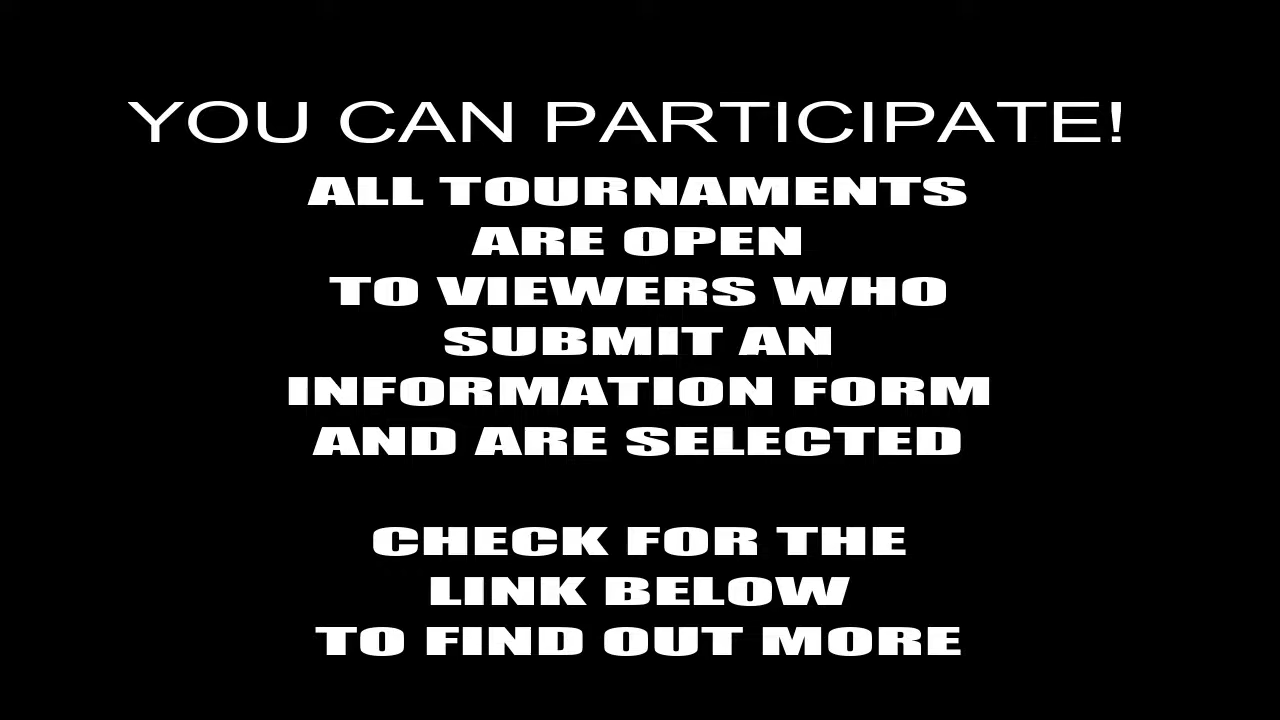 YOU CAN PARTICIPATE!
ALL TOURNAMENTS
ARE OPEN
TO VIEWERS WHO
SUBMIT AN
INFORMATION FORM
AND ARE SELECTED
CHECK FOR THE
LINK BELOW
TO FIND OUT MORE